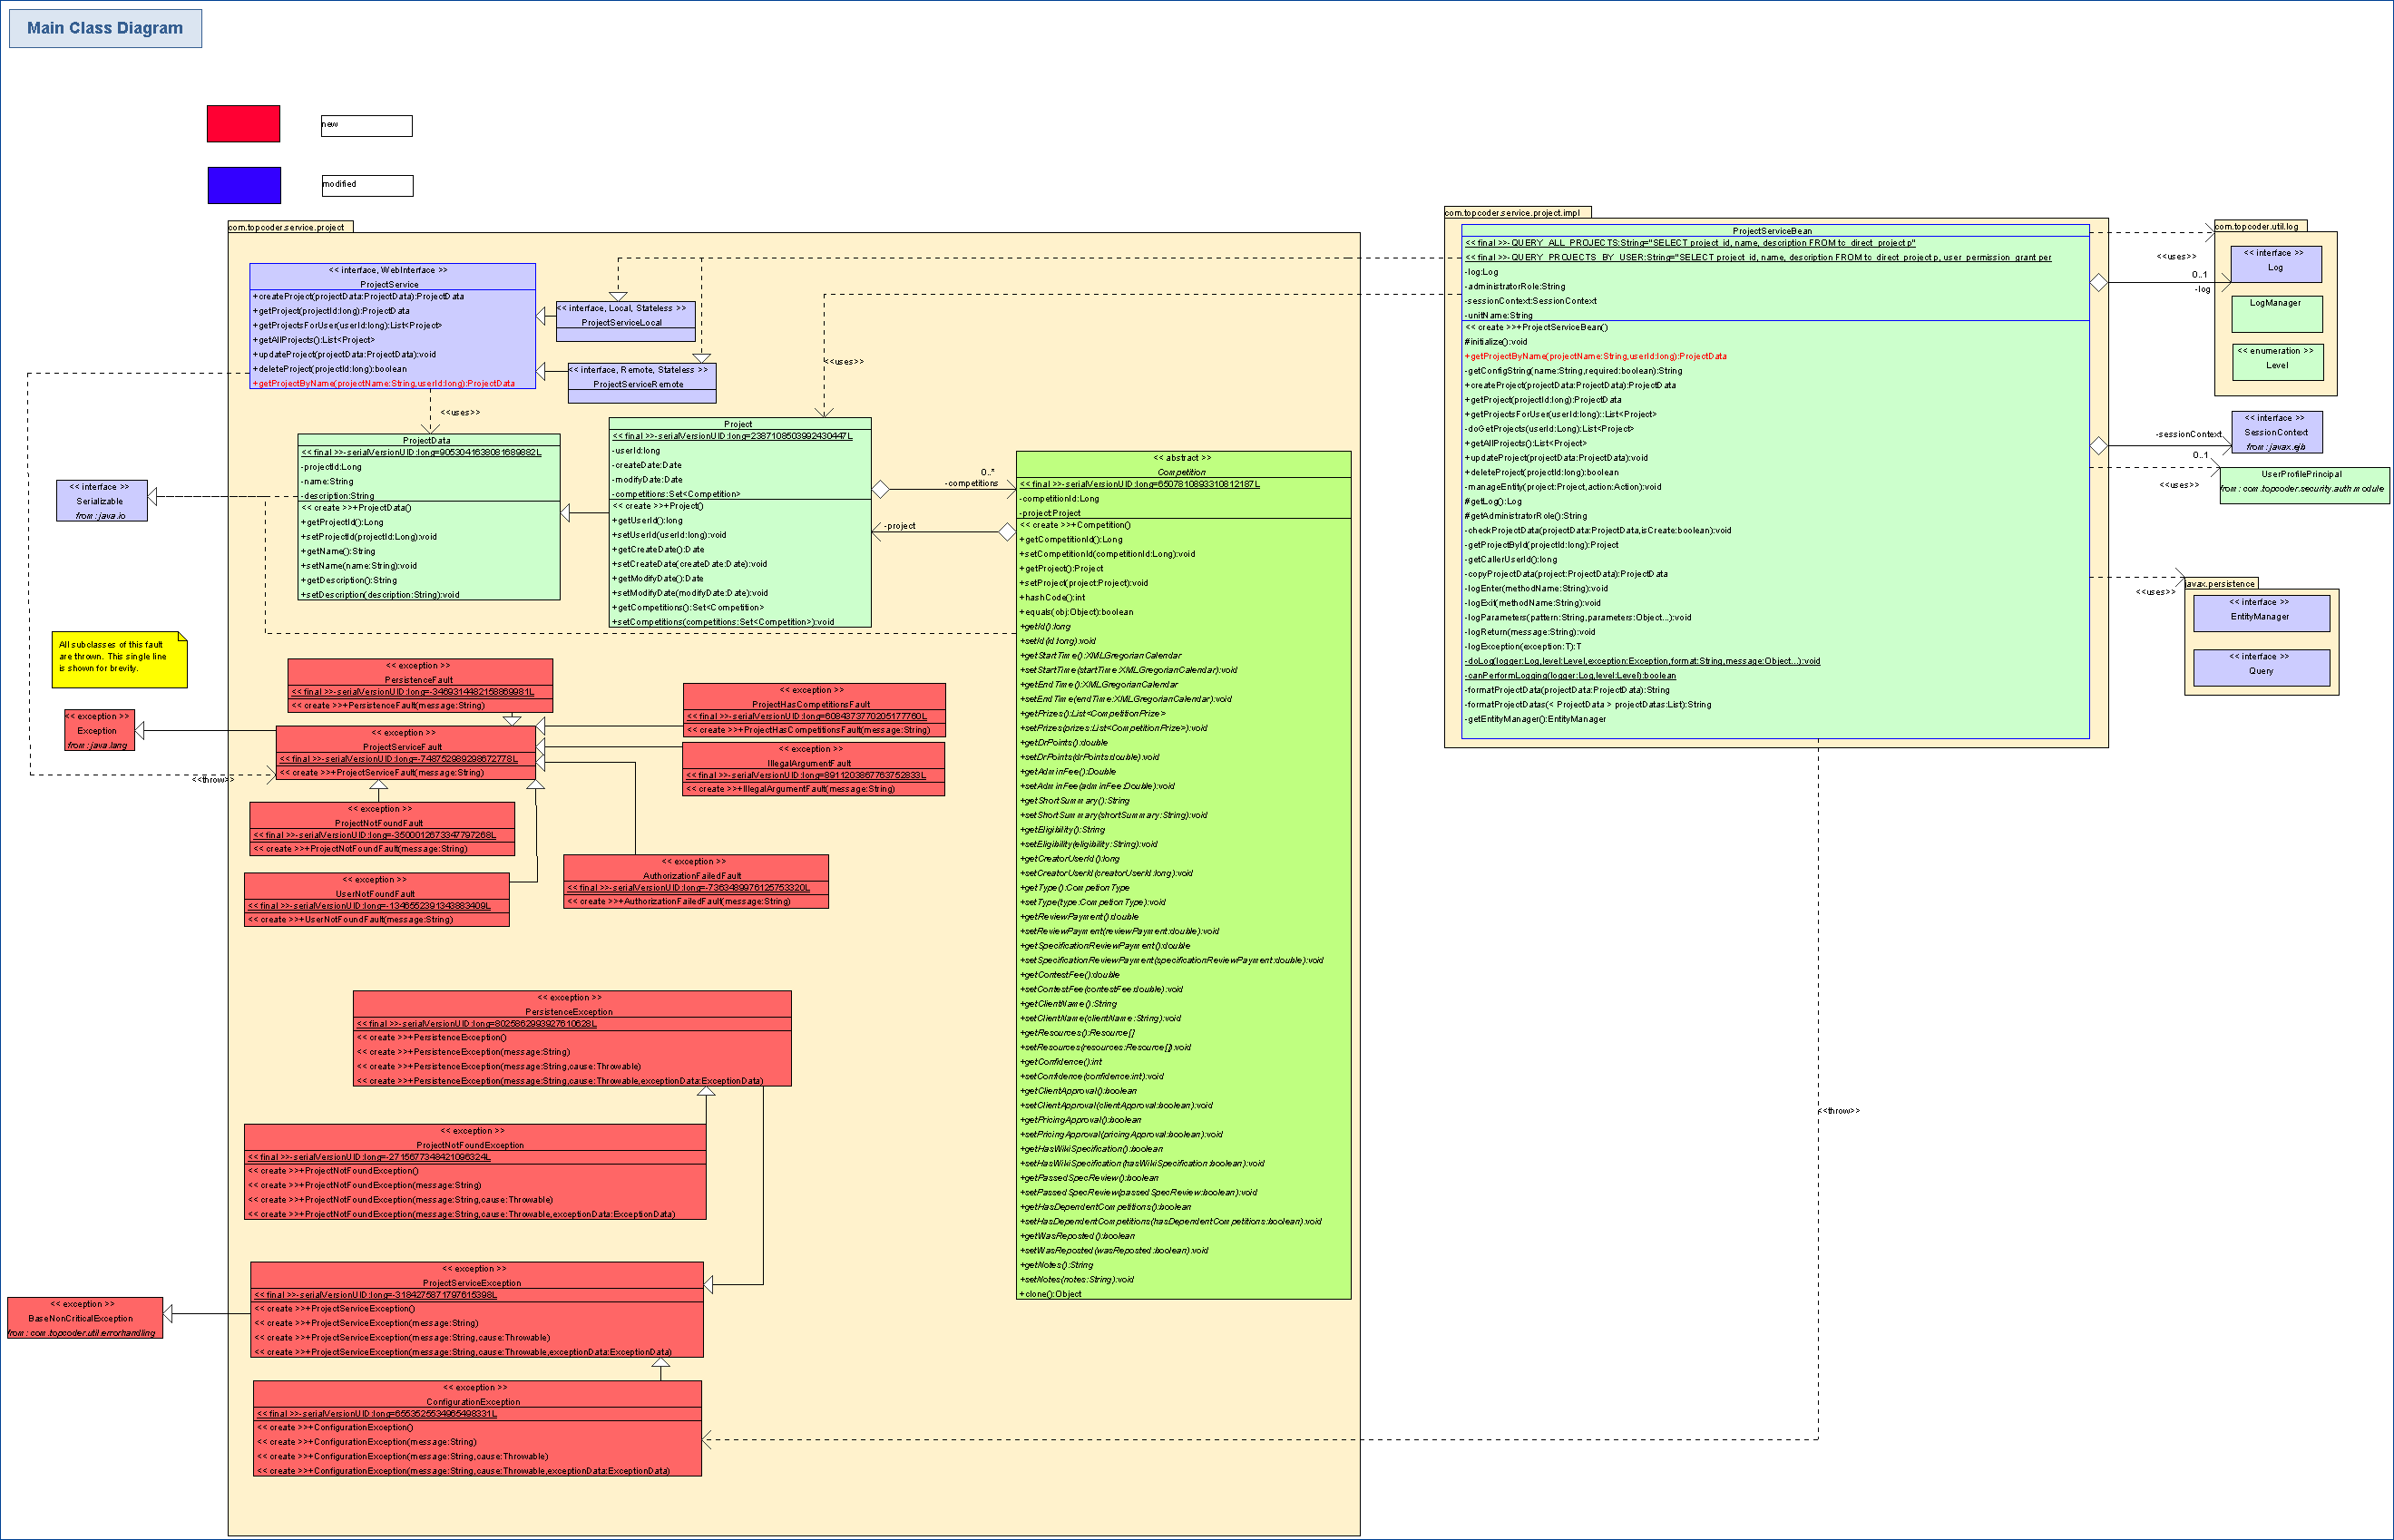 Main Class Diagram
new
modified
com.topcoder.service.project
<< interface, WebInterface >>
ProjectService
+createProject(projectData:ProjectData):ProjectData
+getProject(projectId:long):ProjectData
+getProjectsForUser(userId:long):List<Project>
+getAllProjects():List<Project>
+updateProject(projectData:ProjectData):void
+deleteProject(projectId:long):boolean
+getProjectByName(projectName:String,userId:long):ProjectData
<< interface, Local, Stateless >>
ProjectServiceLocal
<< interface, Remote, Stateless >>
ProjectServiceRemote
<<uses>>
<<uses>>
ProjectData
<< final >>-serialVersionUID:long=9053041638081689882L
-projectId:Long
-name:String
-description:String
<< create >>+ProjectData()
+getProjectId():Long
+setProjectId(projectId:Long):void
+getName():String
+setName(name:String):void
+getDescription():String
+setDescription(description:String):void
Project
<< final >>-serialVersionUID:long=2387108503992430447L
-userId:long
-createDate:Date
-modifyDate:Date
-competitions:Set<Competition>
<< create >>+Project()
+getUserId():long
+setUserId(userId:long):void
+getCreateDate():Date
+setCreateDate(createDate:Date):void
+getModifyDate():Date
+setModifyDate(modifyDate:Date):void
+getCompetitions():Set<Competition>
+setCompetitions(competitions:Set<Competition>):void
0..*
-competitions
-project
<< interface >>
Serializable
from : java.io
<< abstract >>
Competition
<< final >>-serialVersionUID:long=6507810893310812187L
-competitionId:Long
-project:Project
<< create >>+Competition()
+getCompetitionId():Long
+setCompetitionId(competitionId:Long):void
+getProject():Project
+setProject(project:Project):void
+hashCode():int
+equals(obj:Object):boolean
+getId():long
+setId(id:long):void
+getStartTime():XMLGregorianCalendar
+setStartTime(startTime:XMLGregorianCalendar):void
+getEndTime():XMLGregorianCalendar
+setEndTime(endTime:XMLGregorianCalendar):void
+getPrizes():List<CompetitionPrize>
+setPrizes(prizes:List<CompetitionPrize>):void
+getDrPoints():double
+setDrPoints(drPoints:double):void
+getAdminFee():Double
+setAdminFee(adminFee:Double):void
+getShortSummary():String
+setShortSummary(shortSummary:String):void
+getEligibility():String
+setEligibility(eligibility:String):void
+getCreatorUserId():long
+setCreatorUserId(creatorUserId:long):void
+getType():CompetionType
+setType(type:CompetionType):void
+getReviewPayment():double
+setReviewPayment(reviewPayment:double):void
+getSpecificationReviewPayment():double
+setSpecificationReviewPayment(specificationReviewPayment:double):void
+getContestFee():double
+setContestFee(contestFee:double):void
+getClientName():String
+setClientName(clientName:String):void
+getResources():Resource[]
+setResources(resources:Resource[]):void
+getConfidence():int
+setConfidence(confidence:int):void
+getClientApproval():boolean
+setClientApproval(clientApproval:boolean):void
+getPricingApproval():boolean
+setPricingApproval(pricingApproval:boolean):void
+getHasWikiSpecification():boolean
+setHasWikiSpecification(hasWikiSpecification:boolean):void
+getPassedSpecReview():boolean
+setPassedSpecReview(passedSpecReview:boolean):void
+getHasDependentCompetitions():boolean
+setHasDependentCompetitions(hasDependentCompetitions:boolean):void
+getWasReposted():boolean
+setWasReposted(wasReposted:boolean):void
+getNotes():String
+setNotes(notes:String):void
+clone():Object
All subclasses of this fault
are thrown. This single line
is shown for brevity.
<< exception >>
Exception
from : java.lang
<<throw>>
<< exception >>
PersistenceFault
<< final >>-serialVersionUID:long=-3469314482158869981L
<< create >>+PersistenceFault(message:String)
<< exception >>
ProjectServiceFault
<< final >>-serialVersionUID:long=-748752989298672778L
<< create >>+ProjectServiceFault(message:String)
<< exception >>
ProjectHasCompetitionsFault
<< final >>-serialVersionUID:long=6084373770205177760L
<< create >>+ProjectHasCompetitionsFault(message:String)
<< exception >>
IllegalArgumentFault
<< final >>-serialVersionUID:long=8911203867763752833L
<< create >>+IllegalArgumentFault(message:String)
<< exception >>
ProjectNotFoundFault
<< final >>-serialVersionUID:long=-3500012673347797268L
<< create >>+ProjectNotFoundFault(message:String)
<< exception >>
UserNotFoundFault
<< final >>-serialVersionUID:long=-1346552391343883409L
<< create >>+UserNotFoundFault(message:String)
<< exception >>
AuthorizationFailedFault
<< final >>-serialVersionUID:long=-7363489976125753320L
<< create >>+AuthorizationFailedFault(message:String)
<< exception >>
PersistenceException
<< final >>-serialVersionUID:long=8025862993927610628L
<< create >>+PersistenceException()
<< create >>+PersistenceException(message:String)
<< create >>+PersistenceException(message:String,cause:Throwable)
<< create >>+PersistenceException(message:String,cause:Throwable,exceptionData:ExceptionData)
<< exception >>
ProjectNotFoundException
<< final >>-serialVersionUID:long=-2715677348421096324L
<< create >>+ProjectNotFoundException()
<< create >>+ProjectNotFoundException(message:String)
<< create >>+ProjectNotFoundException(message:String,cause:Throwable)
<< create >>+ProjectNotFoundException(message:String,cause:Throwable,exceptionData:ExceptionData)
<< exception >>
ProjectServiceException
<< final >>-serialVersionUID:long=-3184275871797615398L
<< create >>+ProjectServiceException()
<< create >>+ProjectServiceException(message:String)
<< create >>+ProjectServiceException(message:String,cause:Throwable)
<< create >>+ProjectServiceException(message:String,cause:Throwable,exceptionData:ExceptionData)
<< exception >>
BaseNonCriticalException
from : com.topcoder.util.errorhandling
<< exception >>
ConfigurationException
<< final >>-serialVersionUID:long=6553525534965498331L
<< create >>+ConfigurationException()
<< create >>+ConfigurationException(message:String)
<< create >>+ConfigurationException(message:String,cause:Throwable)
<< create >>+ConfigurationException(message:String,cause:Throwable,exceptionData:ExceptionData)
com.topcoder.service.project.impl
ProjectServiceBean
<< final >>-QUERY_ALL_PROJECTS:String="SELECT project_id, name, description FROM tc_direct_project p"
<< final >>-QUERY_PROJECTS_BY_USER:String="SELECT project_id, name, description FROM tc_direct_project p, user_permission_grant per
-log:Log
-administratorRole:String
-sessionContext:SessionContext
-unitName:String
<< create >>+ProjectServiceBean()
#initialize():void
+getProjectByName(projectName:String,userId:long):ProjectData
-getConfigString(name:String,required:boolean):String
+createProject(projectData:ProjectData):ProjectData
+getProject(projectId:long):ProjectData
+getProjectsForUser(userId:long)::List<Project>
-doGetProjects(userId:Long):List<Project>
+getAllProjects():List<Project>
+updateProject(projectData:ProjectData):void
+deleteProject(projectId:long):boolean
-manageEntity(project:Project,action:Action):void
#getLog():Log
#getAdministratorRole():String
-checkProjectData(projectData:ProjectData,isCreate:boolean):void
-getProjectById(projectId:long):Project
-getCallerUserId():long
-copyProjectData(project:ProjectData):ProjectData
-logEnter(methodName:String):void
-logExit(methodName:String):void
-logParameters(pattern:String,parameters:Object...):void
-logReturn(message:String):void
-logException(exception:T):T
-doLog(logger:Log,level:Level,exception:Exception,format:String,message:Object...):void
-canPerformLogging(logger:Log,level:Level):boolean
-formatProjectData(projectData:ProjectData):String
-formatProjectDatas(< ProjectData > projectDatas:List):String
-getEntityManager():EntityManager
<<throw>>
com.topcoder.util.log
<<uses>>
0..1
-log
<< interface >>
Log
LogManager
<< enumeration >>
Level
-sessionContext
0..1
<< interface >>
SessionContext
from : javax.ejb
<<uses>>
UserProfilePrincipal
from : com.topcoder.security.auth.module
<<uses>>
javax.persistence
<< interface >>
EntityManager
<< interface >>
Query